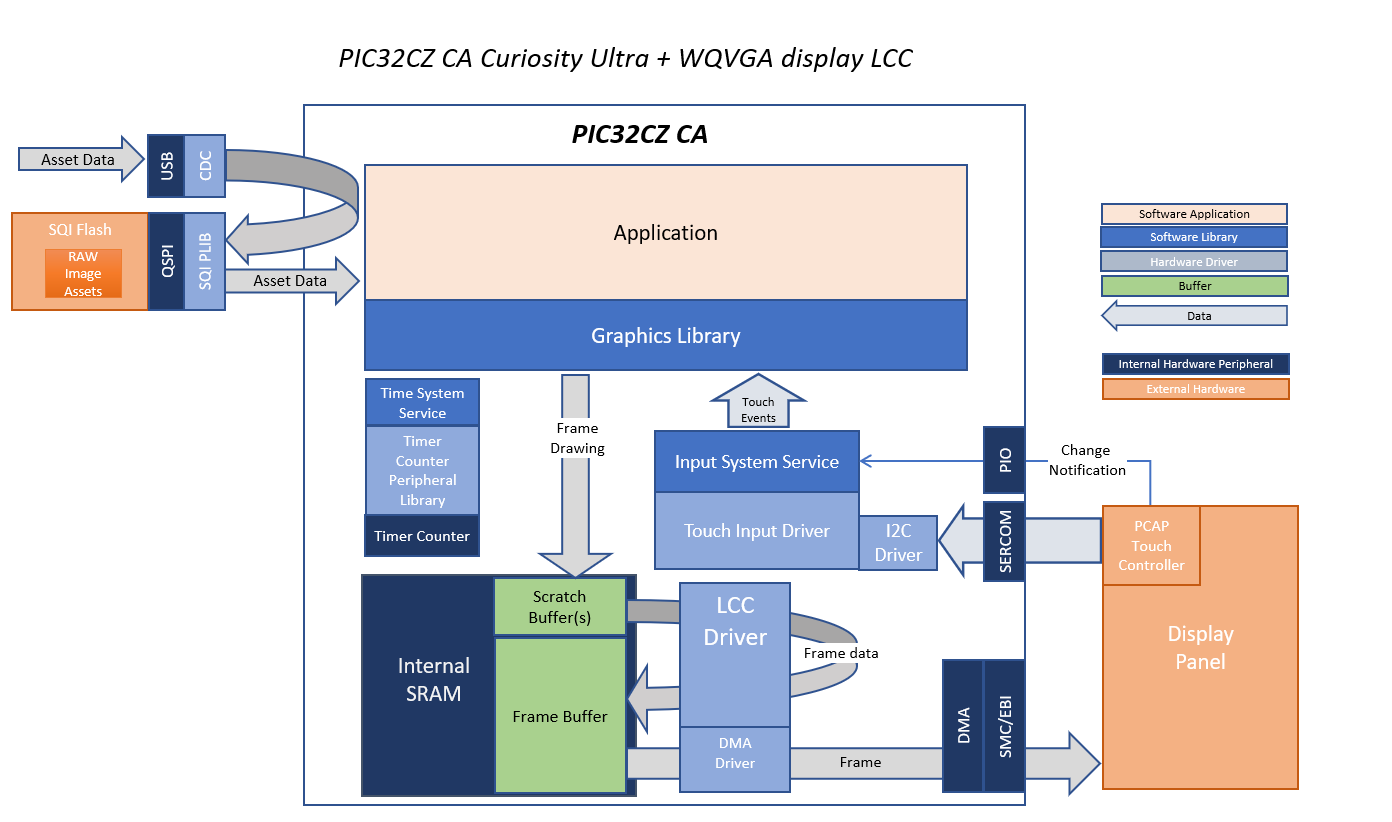 PIC32CZ CA Curiosity Ultra + WQVGA display LCC
PIC32CZ CA
Asset Data
USB
CDC
SQI Flash
RAW
Image
Assets
QSPI
SQI PLIB
Asset Data
Application
Graphics Library
Software Application
Software Library
Hardware Driver
Buffer
Data
Internal Hardware Peripheral
External Hardware
Time System
Service
Timer
Counter
Peripheral
Library
Timer Counter
Frame
Drawing
Touch
Events
Input System Service
Touch Input Driver
I2C
Driver
PIO
SERCOM
Change
Notification
PCAP
Touch
Controller
Display
Panel
Internal
SRAM
Scratch
Buffer(s)
Frame Buffer
LCC
Driver
Frame data
DMA
Driver
Frame
DMA
SMC/EBI